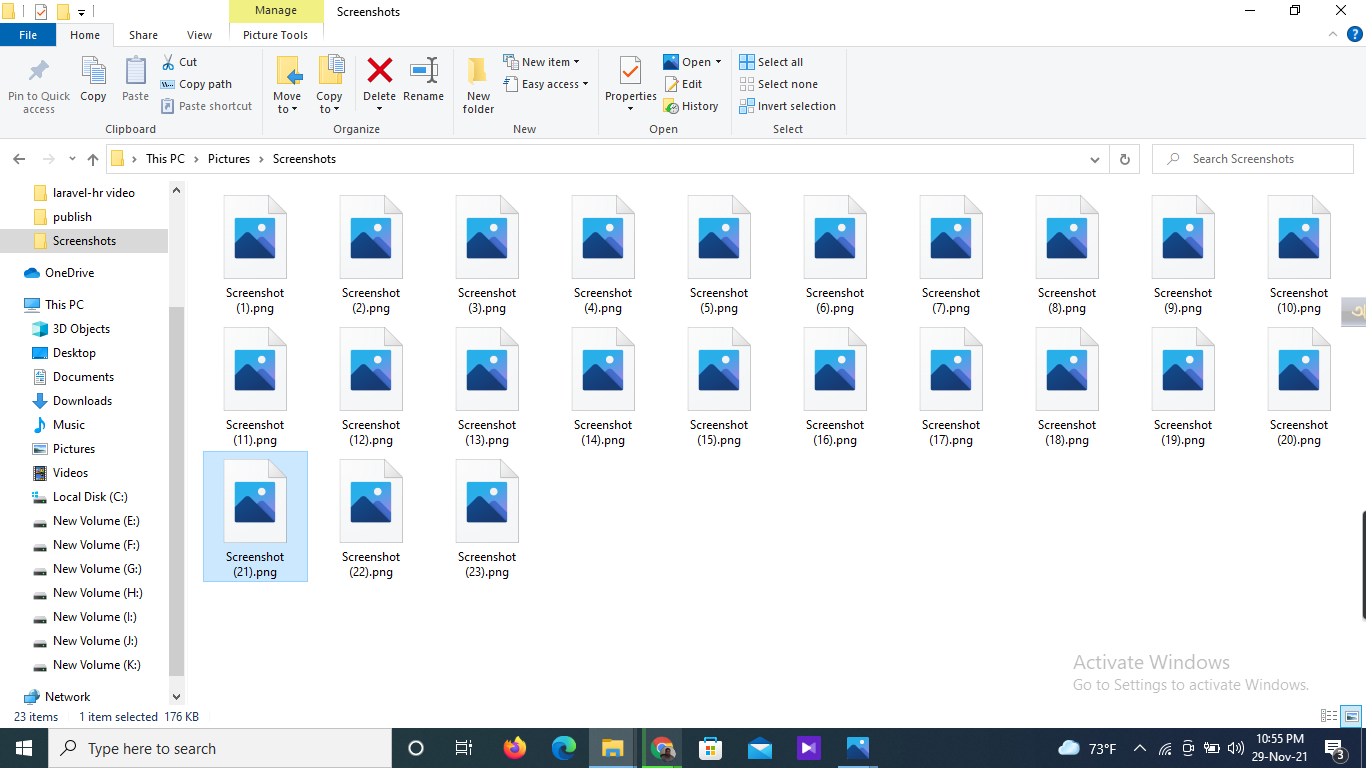 Manage
Screenshots
File
Home
Share
View
Picture Tools
?
Pin to Quick access
Copy
Paste
Cut
Copy path
Paste shortcut
Clipboard
Move to
Copy to
Delete
Rename
Organize
New folder
New item
Easy access
New
Properties
Open
Edit
History
Open
Select all
Select none
Invert selection
Select
This PC > Pictures > Screenshots
Search Screenshots
laravel-hr video
publish
Screenshots
OneDrive
This PC
3D Objects
Desktop
Documents
Downloads
Music
Pictures
Videos
Local Disk (C:)
New Volume (E:)
New Volume (F:)
New Volume (G:)
New Volume (H:)
New Volume (I:)
New Volume (J:)
New Volume (K:)
Network
Screenshot (1).png
Screenshot (2).png
Screenshot (3).png
Screenshot (4).png
Screenshot (5).png
Screenshot (6).png
Screenshot (7).png
Screenshot (8).png
Screenshot (9).png
Screenshot (10).png
Screenshot (11).png
Screenshot (12).png
Screenshot (13).png
Screenshot (14).png
Screenshot (15).png
Screenshot (16).png
Screenshot (17).png
Screenshot (18).png
Screenshot (19).png
Screenshot (20).png
Screenshot (21).png
Screenshot (22).png
Screenshot (23).png
Activate Windows
Go to Settings to activate Windows.
23 items
1 item selected 176 KB
Type here to search
73°F
10:55 PM
29-Nov-21
3